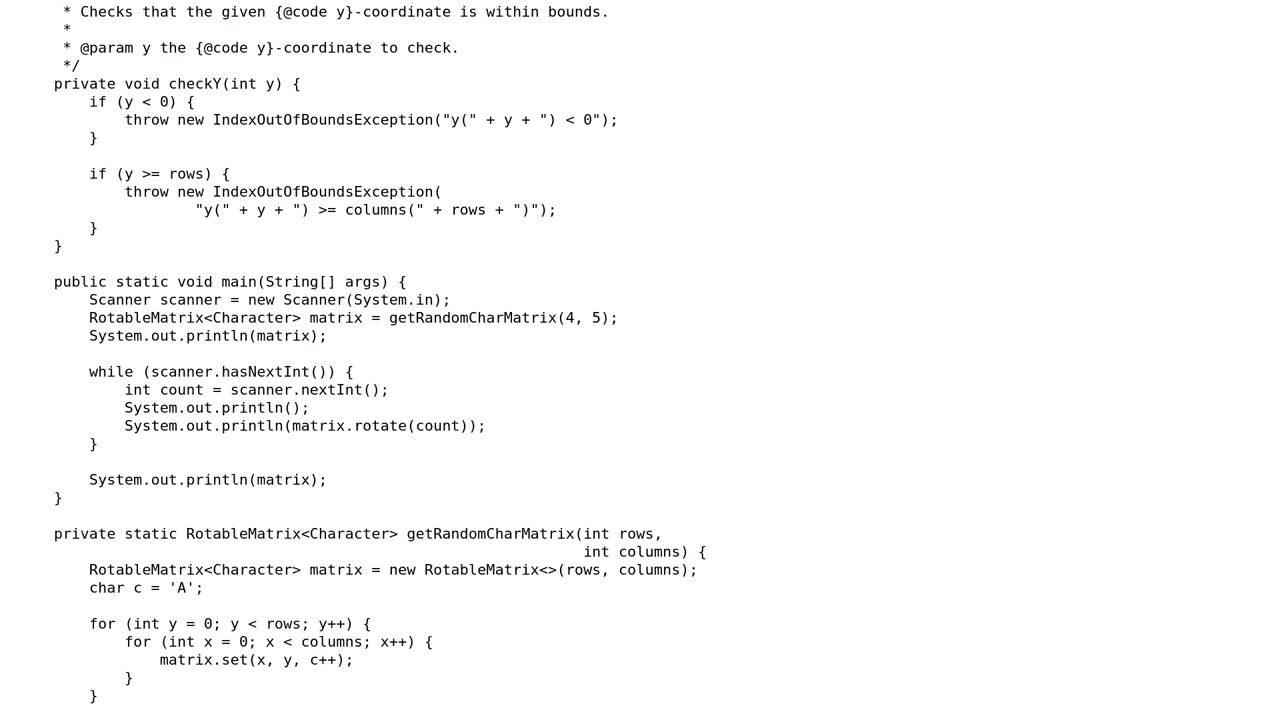 * Checks that the given {@code y}-coordinate is within bounds.
*
* @param y the {@code y}-coordinate to check.
*/
private void checkY(int y) {
if (y < 0) {
throw new IndexOutOfBoundsException("y(" + y + ") < 0");
}
if (y >= rows) {
throw new IndexOutOfBoundsException(
"y(" + y + ") >= columns(" + rows + ")");
}
}
public static void main(String[] args) {
Scanner scanner = new Scanner(System.in);
RotableMatrix<Character> matrix = getRandomCharMatrix(4, 5);
System.out.println(matrix);
while (scanner.hasNextInt()) {
int count = scanner.nextInt();
System.out.println();
System.out.println(matrix.rotate(count));
}
System.out.println(matrix);
}
private static RotableMatrix<Character> getRandomCharMatrix(int rows,
int columns) {
RotableMatrix<Character> matrix = new RotableMatrix<>(rows, columns);
char c = 'A';
for (int y = 0; y < rows; y++) {
for (int x = 0; x < columns; x++) {
matrix.set(x, y, c++);
}
}